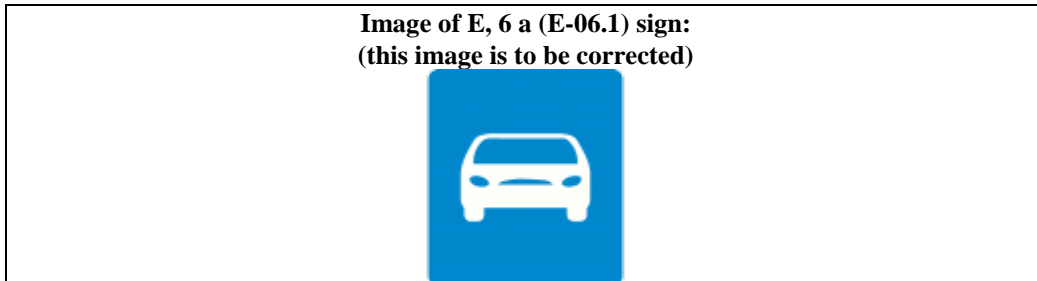 Image of E, 6 a (E-06.1) sign:
(this image is to be corrected)